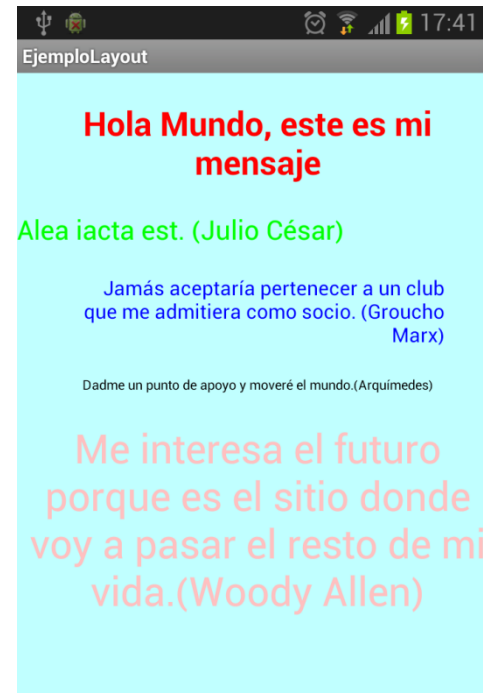 17:41
EjemploLayout
Hola Mundo, este es mi
mensaje
Alea iacta est. (Julio César)
Jamás aceptaría pertenecer a un club
que me admitiera como socio. (Groucho
Marx)
Dadme un punto de apoyo y moveré el mundo.(Arquímedes)
Me interesa el futuro
porque es el sitio donde
voy a pasar el resto de mi
vida.(Woody Allen)